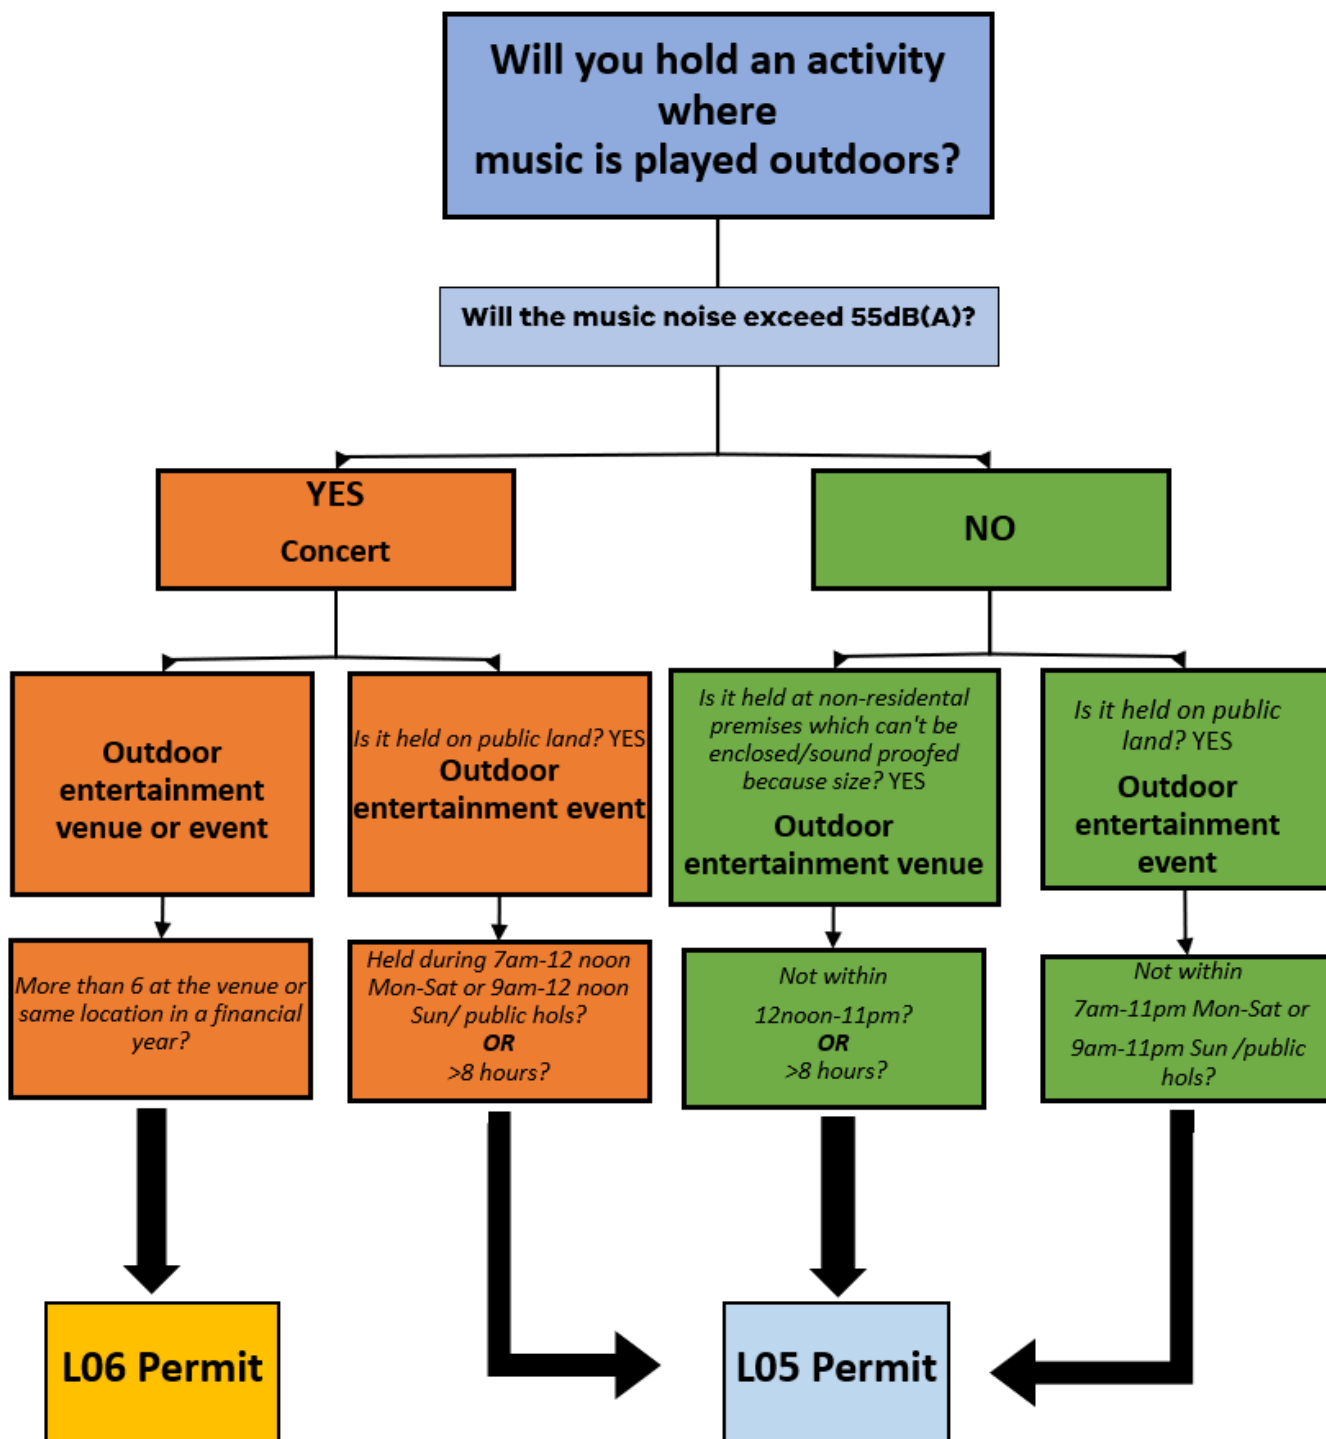 Will you hold an activity
where
music is played outdoors?
Will the music noise exceed 55dB(A)?
YES
Concert
NO
Outdoor
entertainment
venue or event
Is it held on public land? YES
Outdoor
entertainment event
Is it held at non-residental
premises which can't be
enclosed/sound proofed
because size? YES
Outdoor
entertainment venue
Is it held on public
land? YES
Outdoor
entertainment
event
More than 6 at the venue or
same location in a financial
year?
Held during 7am-12 noon
Mon-Sat or 9am-12 noon
Sun/ public hols?
OR
>8 hours?
Not within
12noon-11pm?
OR
>8 hours?
Not within
7am-11pm Mon-Sat or
9am-11pm Sun /public
hols?
L06 Permit
L05 Permit